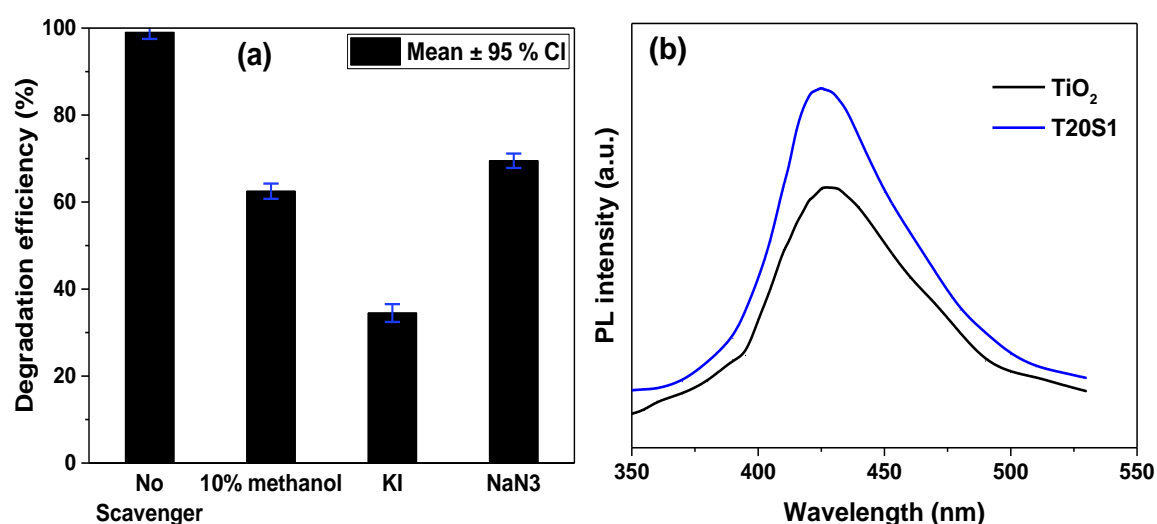 (a)
Mean ± 95 % CI
Degradation efficiency (%)
100
80
60
40
20
0
No Scavenger
10% methanol
KI
NaN3
(b)
TiO₂
T20S1
PL intensity (a.u.)
350
400
450
500
550
Wavelength (nm)